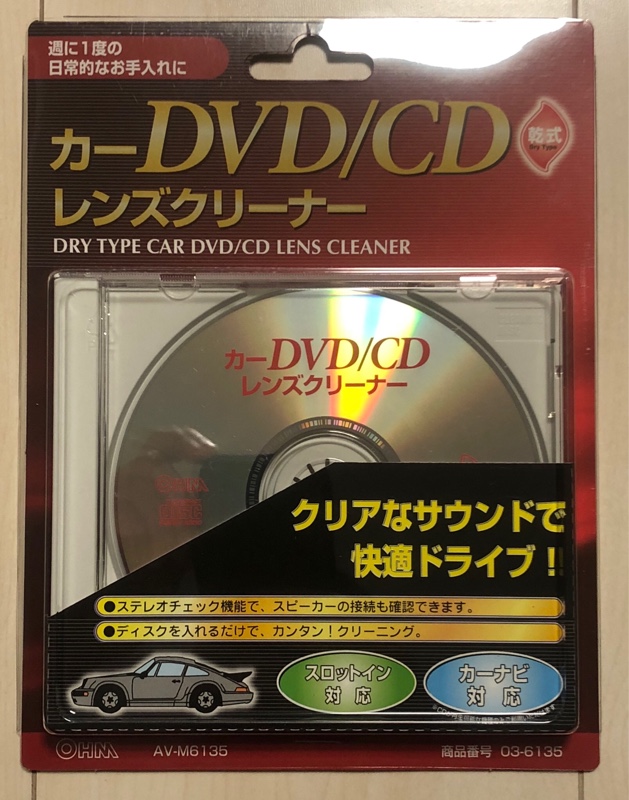 週に1度の
日常的なお手入れに
カーDVD/CD
乾式
Dry Type
レンズクリーナー
DRY TYPE CAR DVD/CD LENS CLEANER
カーDVD/CD
レンズクリーナー
OHM
クリアなサウンドで
快適ドライブ!
●ステレオチェック機能で、スピーカーの接続も確認できます。
●ディスクを入れるだけで、カンタン!クリーニング。
スロットイン
対応
カーナビ
対応
OHM
AV-M6135
商品番号 03-6135